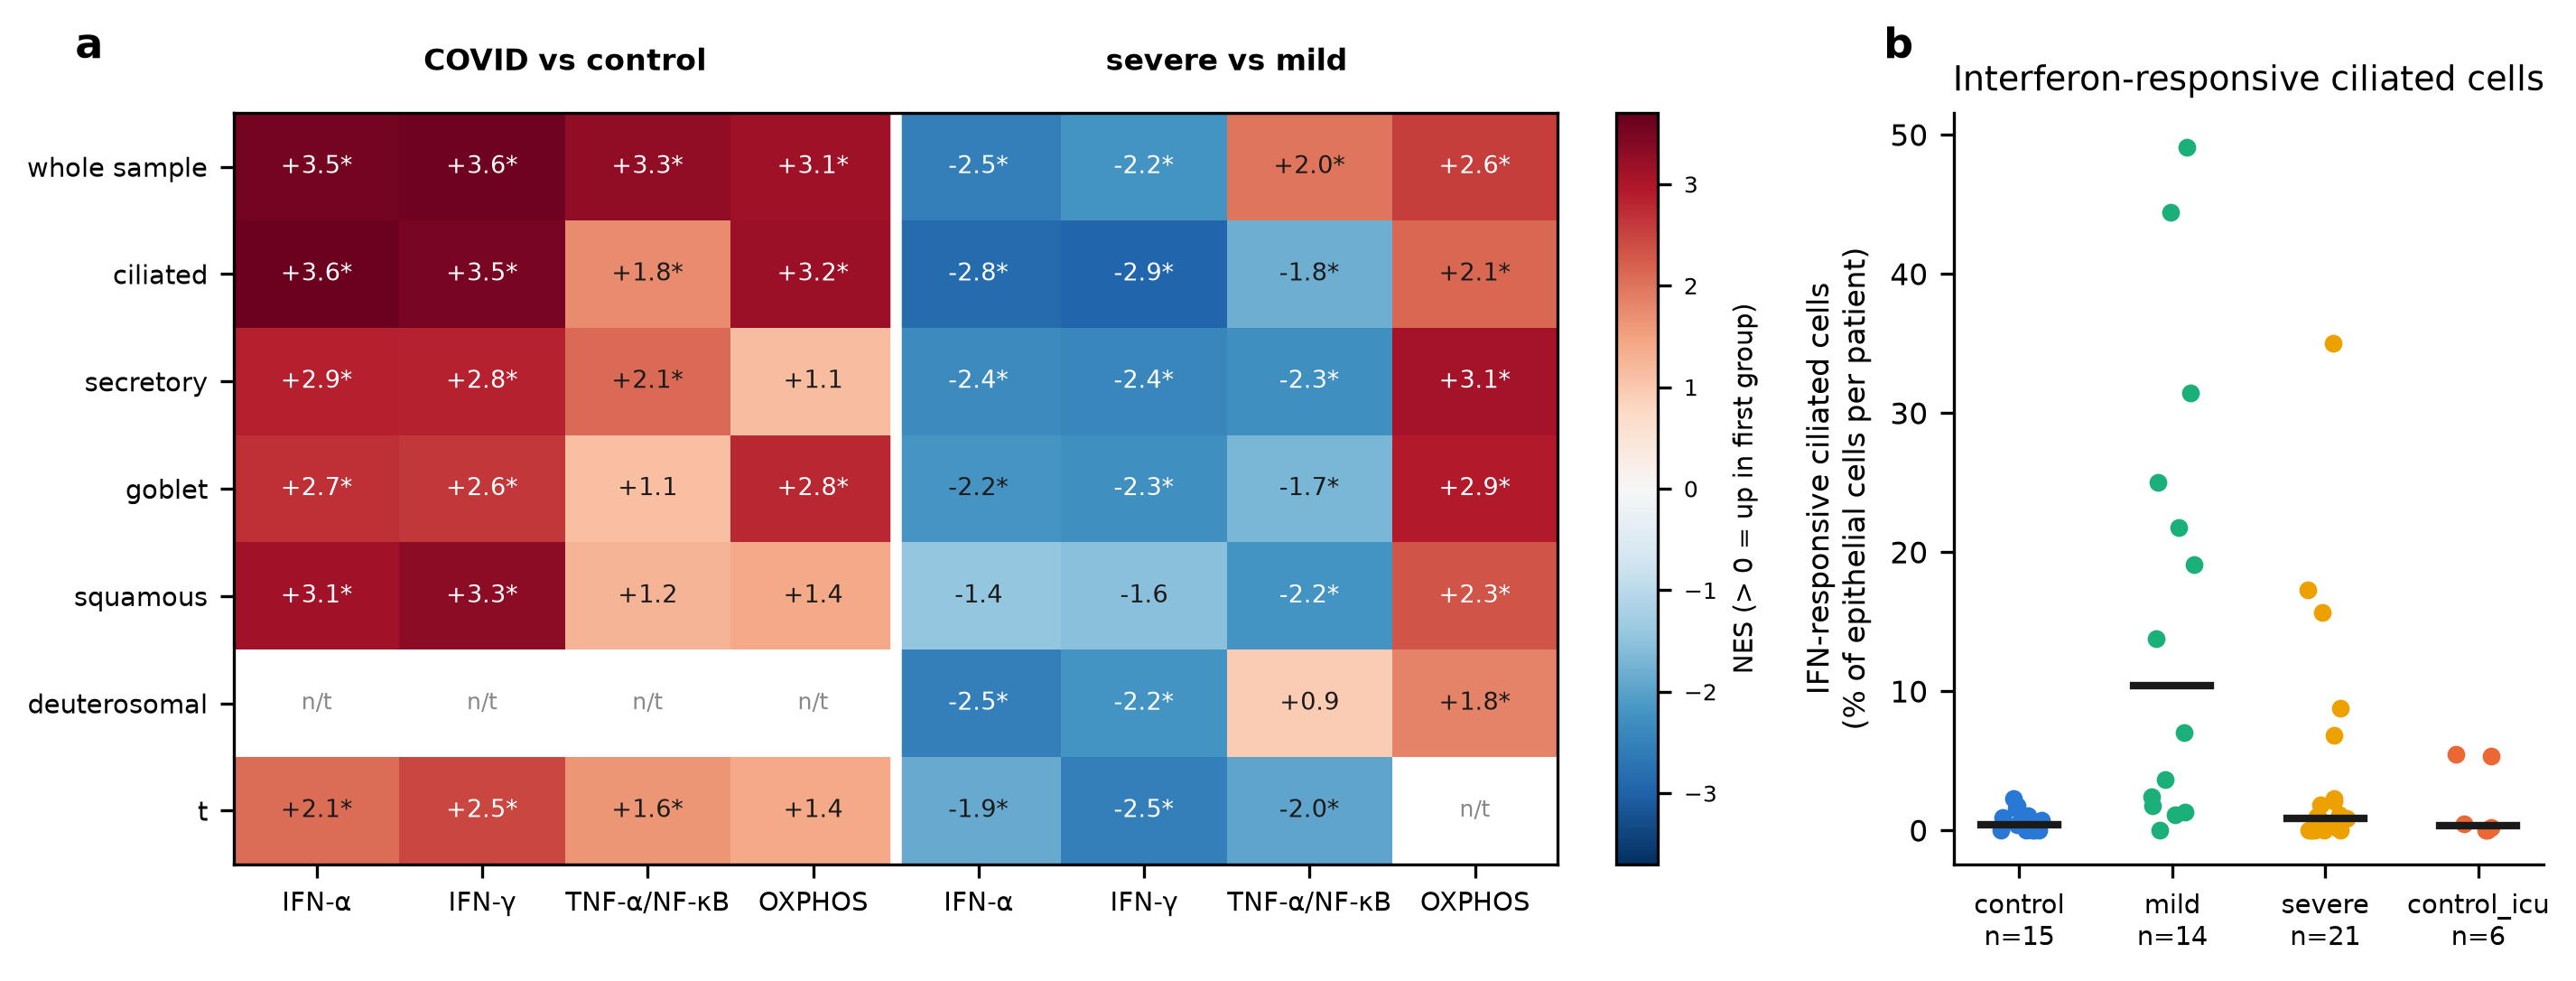 a
COVID vs control
severe vs mild
whole sample
+3.5* +3.6* +3.3* +3.1* -2.5* -2.2* +2.0* +2.6*
ciliated
+3.6* +3.5* +1.8* +3.2* -2.8* -2.9* -1.8* +2.1*
secretory
+2.9* +2.8* +2.1* +1.1 -2.4* -2.4* -2.3* +3.1*
goblet
+2.7* +2.6* +1.1 +2.8* -2.2* -2.3* -1.7* +2.9*
squamous
+3.1* +3.3* +1.2 +1.4 -1.4 -1.6 -2.2* +2.3*
deuterosomal
n/t n/t n/t n/t -2.5* -2.2* +0.9 +1.8*
t
+2.1* +2.5* +1.6* +1.4 -1.9* -2.5* -2.0* n/t
IFN-α IFN-γ TNF-α/NF-κB OXPHOS IFN-α IFN-γ TNF-α/NF-κB OXPHOS
3
2
1
0
−1
−2
−3
NES (> 0 = up in first group)
b
Interferon-responsive ciliated cells
IFN-responsive ciliated cells
(% of epithelial cells per patient)
50
40
30
20
10
0
control mild severe control_icu
n=15 n=14 n=21 n=6